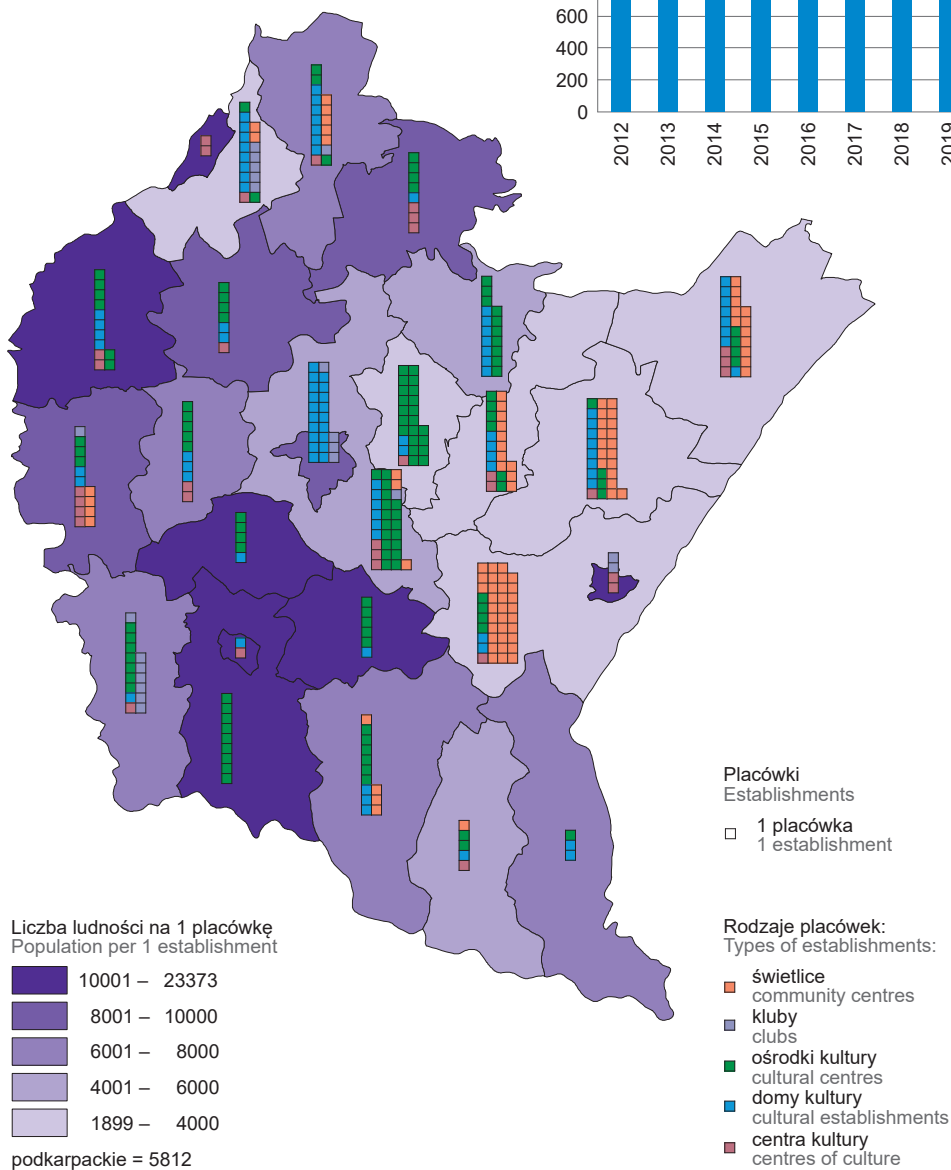 600
400
200
0
2012
2013
2014
2015
2016
2017
2018
2019
Placówki
Establishments
1 placówka
1 establishment
Liczba ludności na 1 placówkę
Population per 1 establishment
10001 – 23373
8001 – 10000
6001 – 8000
4001 – 6000
1899 – 4000
podkarpackie = 5812
Rodzaje placówek:
Types of establishments:
świetlice
community centres
kluby
clubs
ośrodki kultury
cultural centres
domy kultury
cultural establishments
centra kultury
centres of culture